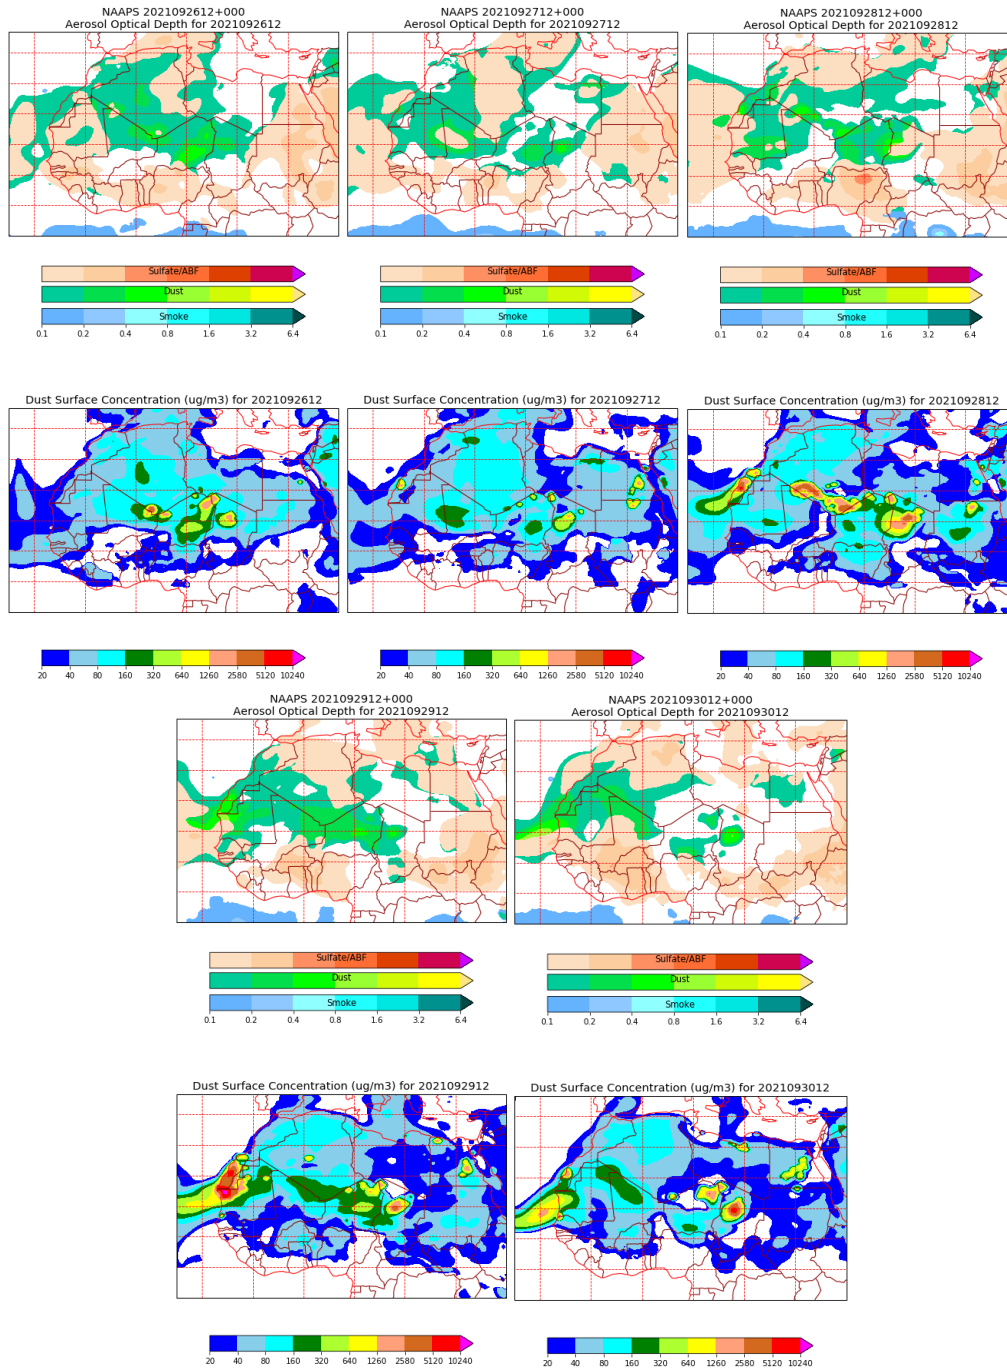 NAAPS 2021092612+000
Aerosol Optical Depth for 2021092612
NAAPS 2021092712+000
Aerosol Optical Depth for 2021092712
NAAPS 2021092812+000
Aerosol Optical Depth for 2021092812
Sulfate/ABF
Dust
Smoke
0.1 0.2 0.4 0.8 1.6 3.2 6.4
Sulfate/ABF
Dust
Smoke
0.1 0.2 0.4 0.8 1.6 3.2 6.4
Sulfate/ABF
Dust
Smoke
0.1 0.2 0.4 0.8 1.6 3.2 6.4
Dust Surface Concentration (ug/m3) for 2021092612
Dust Surface Concentration (ug/m3) for 2021092712
Dust Surface Concentration (ug/m3) for 2021092812
20 40 80 160 320 640 1260 2580 5120 10240
20 40 80 160 320 640 1260 2580 5120 10240
20 40 80 160 320 640 1260 2580 5120 10240
NAAPS 2021092912+000
Aerosol Optical Depth for 2021092912
NAAPS 2021093012+000
Aerosol Optical Depth for 2021093012
Sulfate/ABF
Dust
Smoke
0.1 0.2 0.4 0.8 1.6 3.2 6.4
Sulfate/ABF
Dust
Smoke
0.1 0.2 0.4 0.8 1.6 3.2 6.4
Dust Surface Concentration (ug/m3) for 2021092912
Dust Surface Concentration (ug/m3) for 2021093012
20 40 80 160 320 640 1260 2580 5120 10240
20 40 80 160 320 640 1260 2580 5120 10240